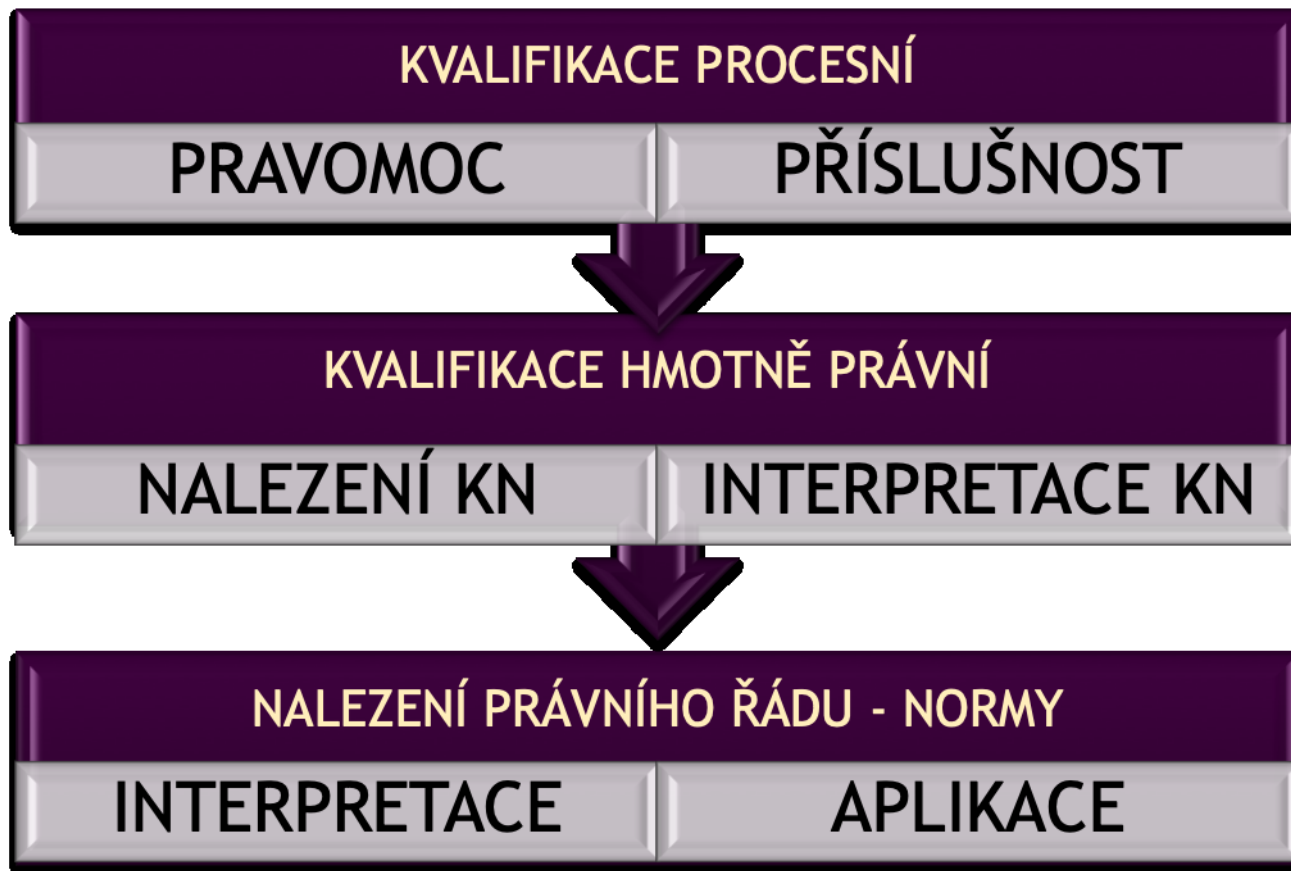 KVALIFIKACE PROCESNÍ
PRAVOMOC
PŘÍSLUŠNOST
KVALIFIKACE HMOTNĚ PRÁVNÍ
NALEZENÍ KN
INTERPRETACE KN
NALEZENÍ PRÁVNÍHO ŘÁDU - NORMY
INTERPRETACE
APLIKACE